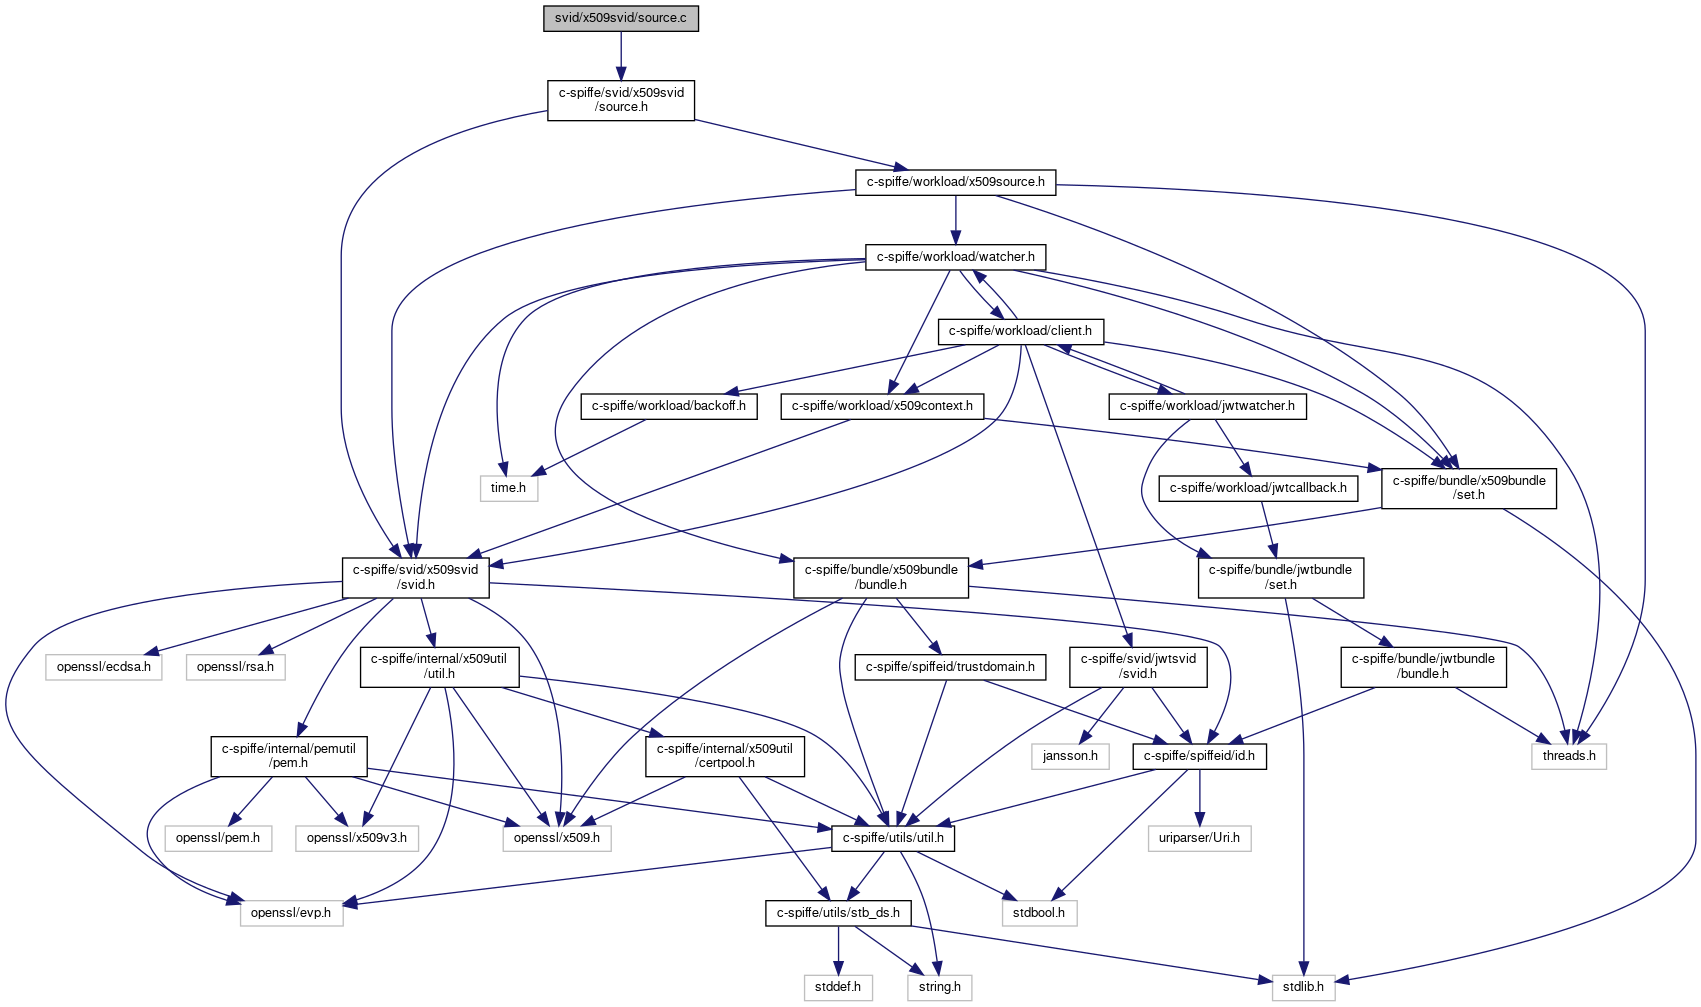 svid/x509svid/source.c
c-spiffe/svid/x509svid
/source.h
c-spiffe/workload/x509source.h
c-spiffe/workload/watcher.h
c-spiffe/workload/client.h
c-spiffe/workload/backoff.h
c-spiffe/workload/x509context.h
c-spiffe/workload/jwtwatcher.h
time.h
c-spiffe/workload/jwtcallback.h
c-spiffe/bundle/x509bundle
/set.h
c-spiffe/svid/x509svid
/svid.h
c-spiffe/bundle/x509bundle
/bundle.h
c-spiffe/bundle/jwtbundle
/set.h
openssl/ecdsa.h
openssl/rsa.h
c-spiffe/internal/x509util
/util.h
c-spiffe/spiffeid/trustdomain.h
c-spiffe/svid/jwtsvid
/svid.h
c-spiffe/bundle/jwtbundle
/bundle.h
c-spiffe/internal/pemutil
/pem.h
c-spiffe/internal/x509util
/certpool.h
jansson.h
c-spiffe/spiffeid/id.h
threads.h
openssl/pem.h
openssl/x509v3.h
openssl/x509.h
c-spiffe/utils/util.h
uriparser/Uri.h
openssl/evp.h
c-spiffe/utils/stb_ds.h
stdbool.h
stddef.h
string.h
stdlib.h